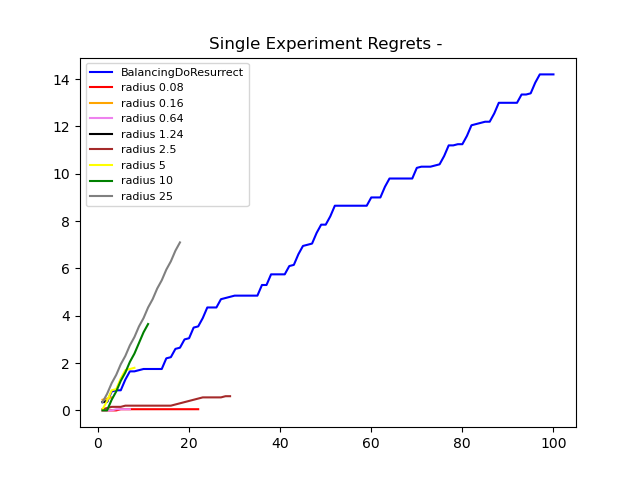 Single Experiment Regrets -
BalancingDoResurrect
radius 0.08
radius 0.16
radius 0.64
radius 1.24
radius 2.5
radius 5
radius 10
radius 25
14
12
10
8
6
4
2
0
0 20 40 60 80 100